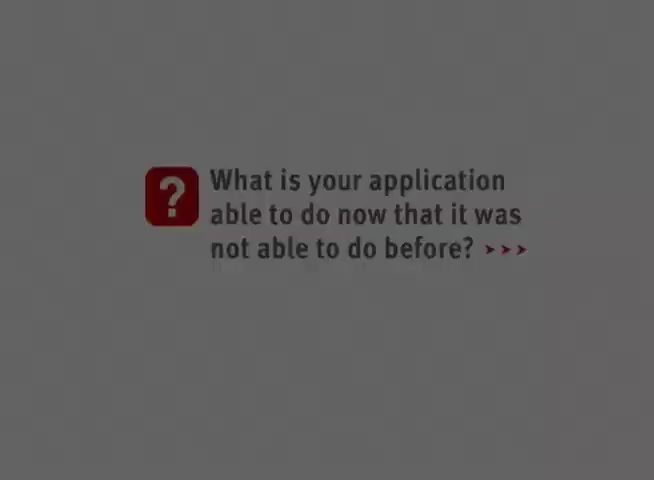 ?
What is your application
able to do now that it was
not able to do before?